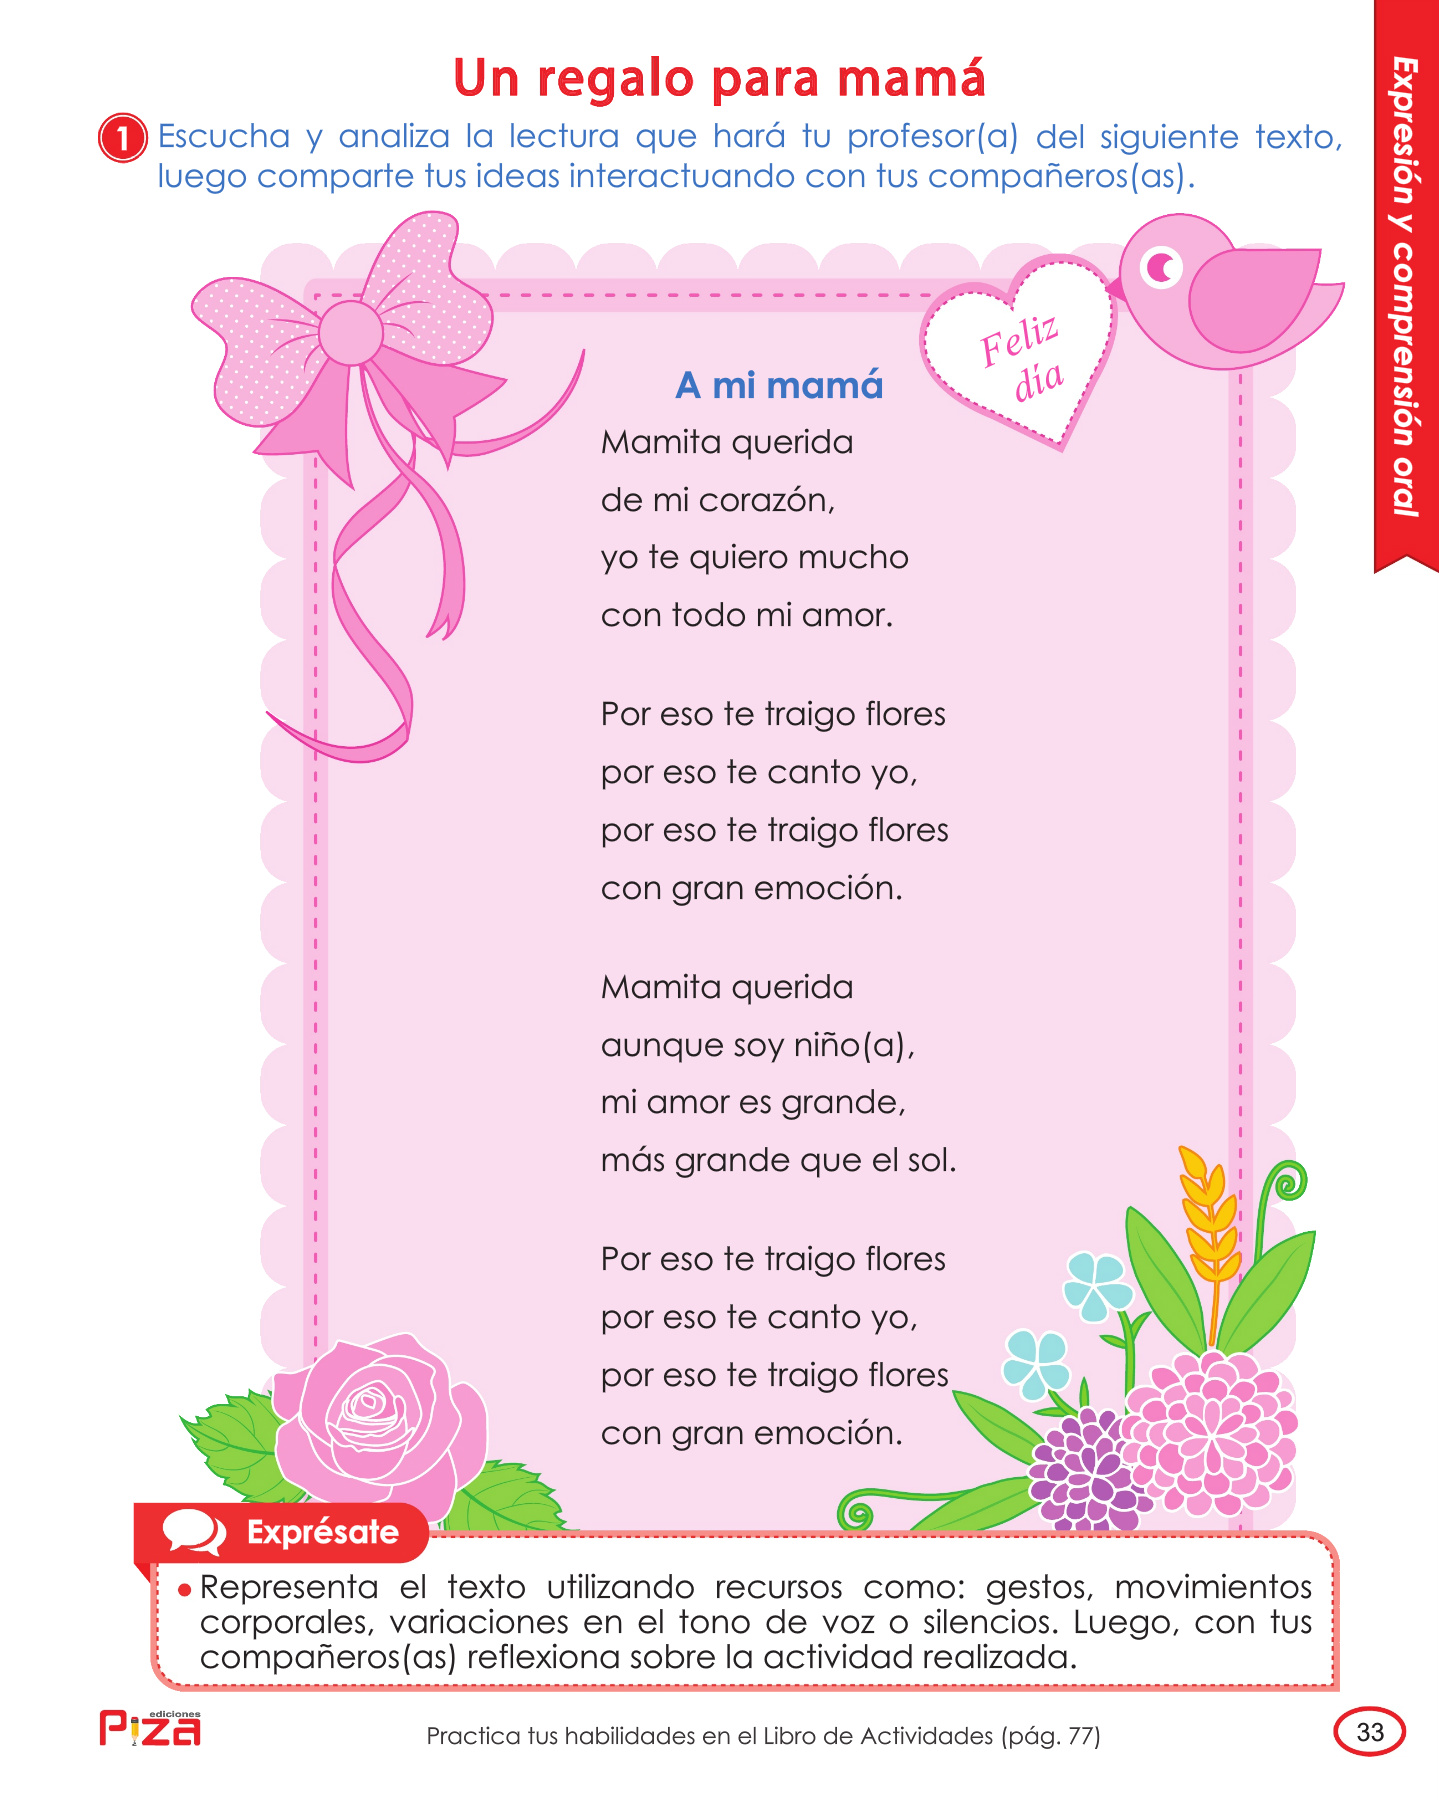 Un regalo para mamá
1 Escucha y analiza la lectura que hará tu profesor(a) del siguiente texto,
luego comparte tus ideas interactuando con tus compañeros(as).
Expresión y comprensión oral
Feliz
día
A mi mamá
Mamita querida
de mi corazón,
yo te quiero mucho
con todo mi amor.
Por eso te traigo flores
por eso te canto yo,
por eso te traigo flores
con gran emoción.
Mamita querida
aunque soy niño(a),
mi amor es grande,
más grande que el sol.
Por eso te traigo flores
por eso te canto yo,
por eso te traigo flores
con gran emoción.
Exprésate
• Representa el texto utilizando recursos como: gestos, movimientos
corporales, variaciones en el tono de voz o silencios. Luego, con tus
compañeros(as) reflexiona sobre la actividad realizada.
ediciones
Piza
Practica tus habilidades en el Libro de Actividades (pág. 77)
33